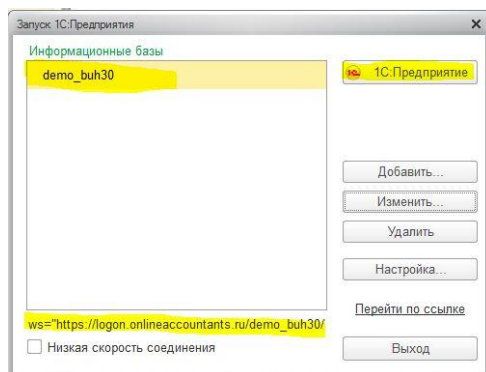 Запуск 1С:Предприятия
Информационные базы
demo_buh30
1С:Предприятие
Добавить...
Изменить...
Удалить
Настройка...
Перейти по ссылке
ws="https://logon.onlineaccountants.ru/demo_buh30/
Низкая скорость соединения
Выход